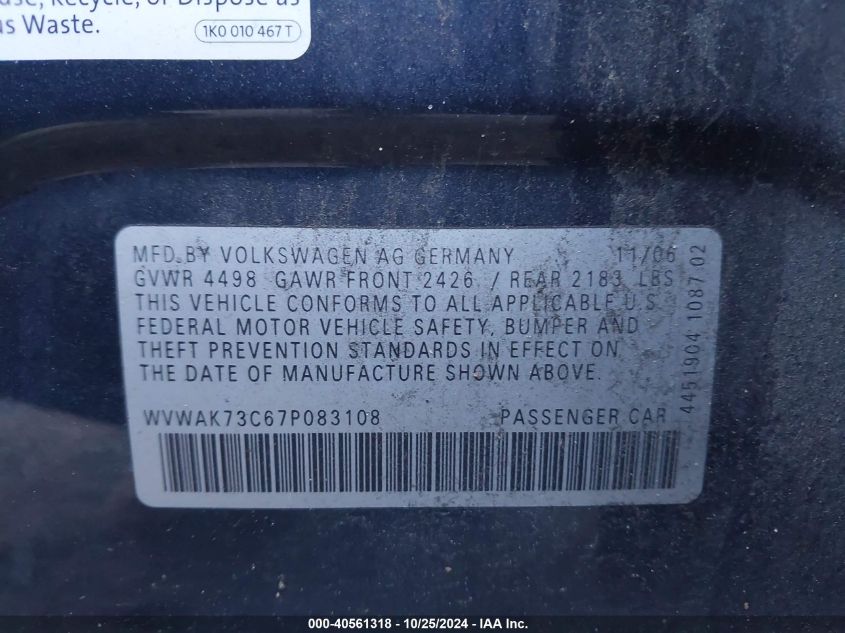 Recycle, or Dispose as
us Waste.
1K0 010 467 T
MFD.BY VOLKSWAGEN AG GERMANY 11/06
GVWR 4498 GAWR FRONT 2426 / REAR 2183 LBS
THIS VEHICLE CONFORMS TO ALL APPLICABLE U.S.
FEDERAL MOTOR VEHICLE SAFETY, BUMPER AND
THEFT PREVENTION STANDARDS IN EFFECT ON
THE DATE OF MANUFACTURE SHOWN ABOVE.
WVWAK73C67P083108 PASSENGER CAR
4451904 1087 02
000-40561318 - 10/25/2024 - IAA Inc.